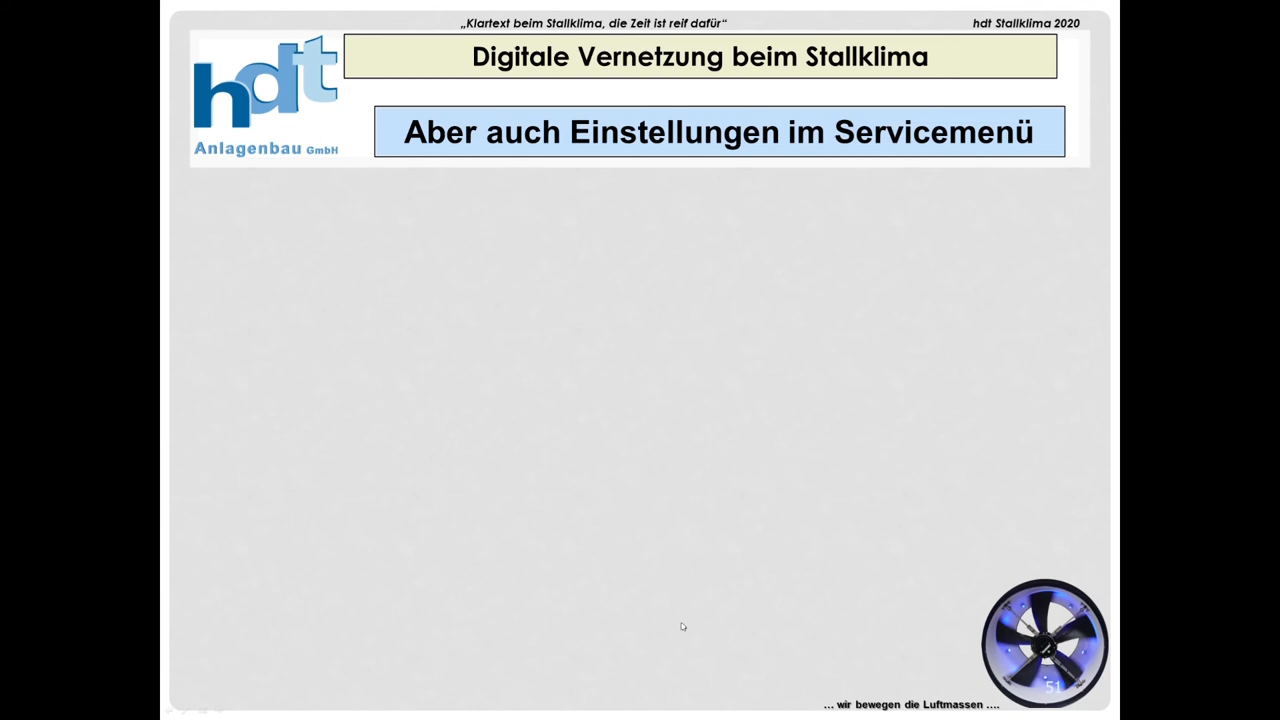 „Klartext beim Stallklima, die Zeit ist reif dafür“
hdt Stallklima 2020
hdt
Anlagenbau GmbH
Digitale Vernetzung beim Stallklima
Aber auch Einstellungen im Servicemenü
51
... wir bewegen die Luftmassen ....